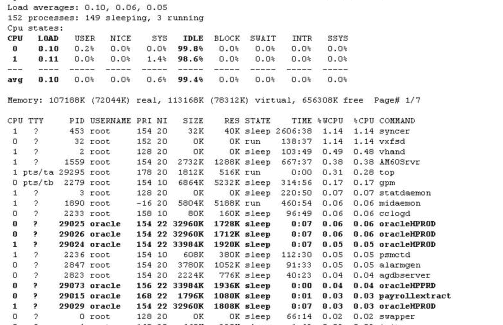 Load averages: 0.10, 0.06, 0.05
152 processes: 149 sleeping, 3 running
Cpu states:
CPU LOAD USER NICE SYS IDLE BLOCK SWAIT INTR SSYS
0 0.10 0.2% 0.0% 0.0% 99.8% 0.0% 0.0% 0.0% 0.0%
1 0.11 0.0% 0.0% 1.4% 98.6% 0.0% 0.0% 0.0% 0.0%
--- ---- ----- ----- ----- ----- ----- ----- ----- -----
avg 0.10 0.0% 0.0% 0.6% 99.4% 0.0% 0.0% 0.0% 0.0%
Memory: 107188K (72044K) real, 113168K (78312K) virtual, 656308K free Page# 1/7
CPU TTY PID USERNAME PRI NI SIZE RES STATE TIME %WCPU %CPU COMMAND
1 ? 453 root 154 20 32K 40K sleep 2606:38 1.14 1.14 syncer
0 ? 32 root 152 20 0K 0K run 138:37 1.14 1.14 vxfsd
1 ? 2 root 128 20 0K 0K sleep 103:49 0.49 0.48 vhand
1 ? 1559 root 154 20 2732K 1288K sleep 667:37 0.38 0.38 AM60Srv
1 pts/ta 29295 root 178 20 1812K 516K run 0:00 0.31 0.28 top
0 pts/tb 2279 root 154 10 6864K 5232K sleep 314:56 0.17 0.17 gpm
1 ? 3 root 128 20 0K 0K sleep 220:50 0.07 0.07 statdaemon
1 ? 1890 root -16 20 5804K 5188K run 460:54 0.06 0.06 midaemon
0 ? 2233 root 158 10 80K 160K sleep 96:49 0.06 0.06 cclogd
0 ? 29025 oracle 154 22 32960K 1728K sleep 0:07 0.06 0.06 oracleHPROD
0 ? 29026 oracle 154 22 32960K 1712K sleep 0:07 0.06 0.06 oracleHPROD
1 ? 29024 oracle 154 22 33984K 1920K sleep 0:07 0.05 0.05 oracleHPROD
1 ? 2236 root 154 10 608K 380K sleep 112:30 0.05 0.05 psmctd
0 ? 2847 root 154 20 3780K 1052K sleep 91:33 0.05 0.05 alarmgen
0 ? 2823 root 154 20 2224K 776K sleep 40:23 0.04 0.04 agdbserver
0 ? 29073 oracle 156 22 33984K 1936K sleep 0:00 0.04 0.04 oracleHPPRD
0 ? 29015 oracle 168 22 1796K 1080K sleep 0:01 0.03 0.03 payrollextract
1 ? 29029 oracle 154 22 32960K 1808K sleep 0:07 0.03 0.03 oracleHPROD
0 ? 0 root 128 20 0K 0K sleep 66:14 0.02 0.02 swapper